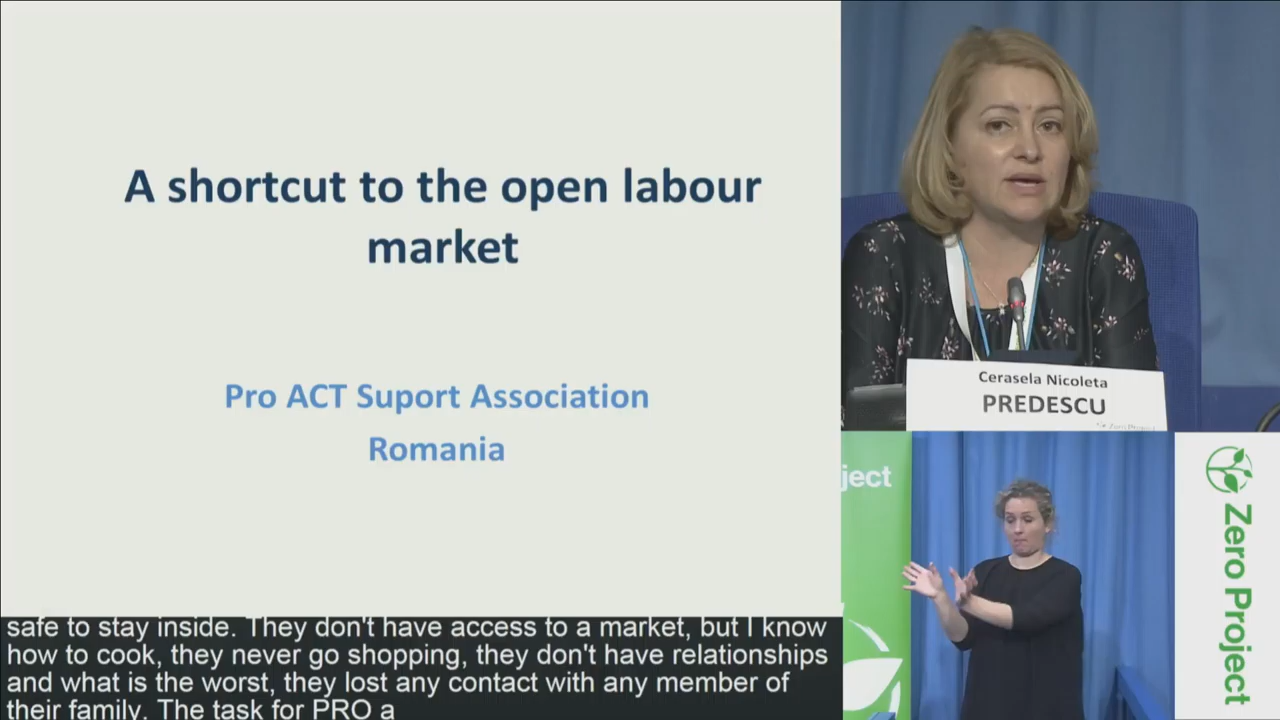 A shortcut to the open labour
market
Pro ACT Suport Association
Romania
Cerasela Nicoleta
PREDESCU
Zero Project
ject
Zero Project
safe to stay inside. They don't have access to a market, but I know
how to cook, they never go shopping, they don't have relationships
and what is the worst, they lost any contact with any member of
their family. The task for PRO a